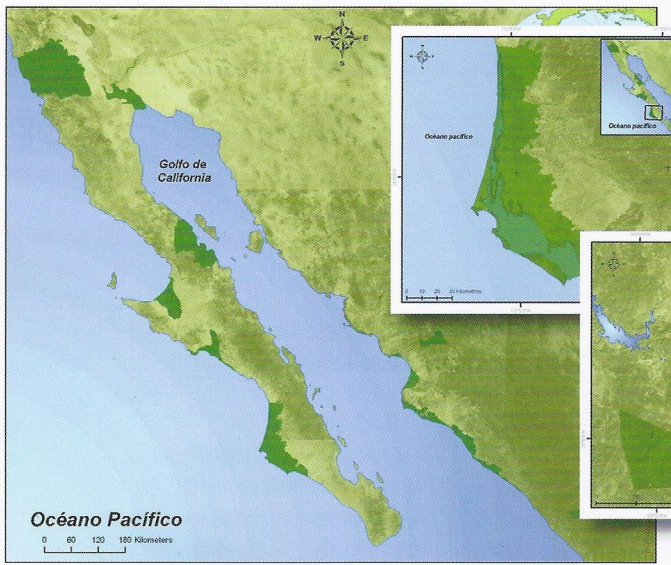 N
W E
S
Golfo de
California
Océano Pacífico
0 60 120 180 Kilometers
Océano pacífico
0 10 20 30 Kilometros
Océano pacífico